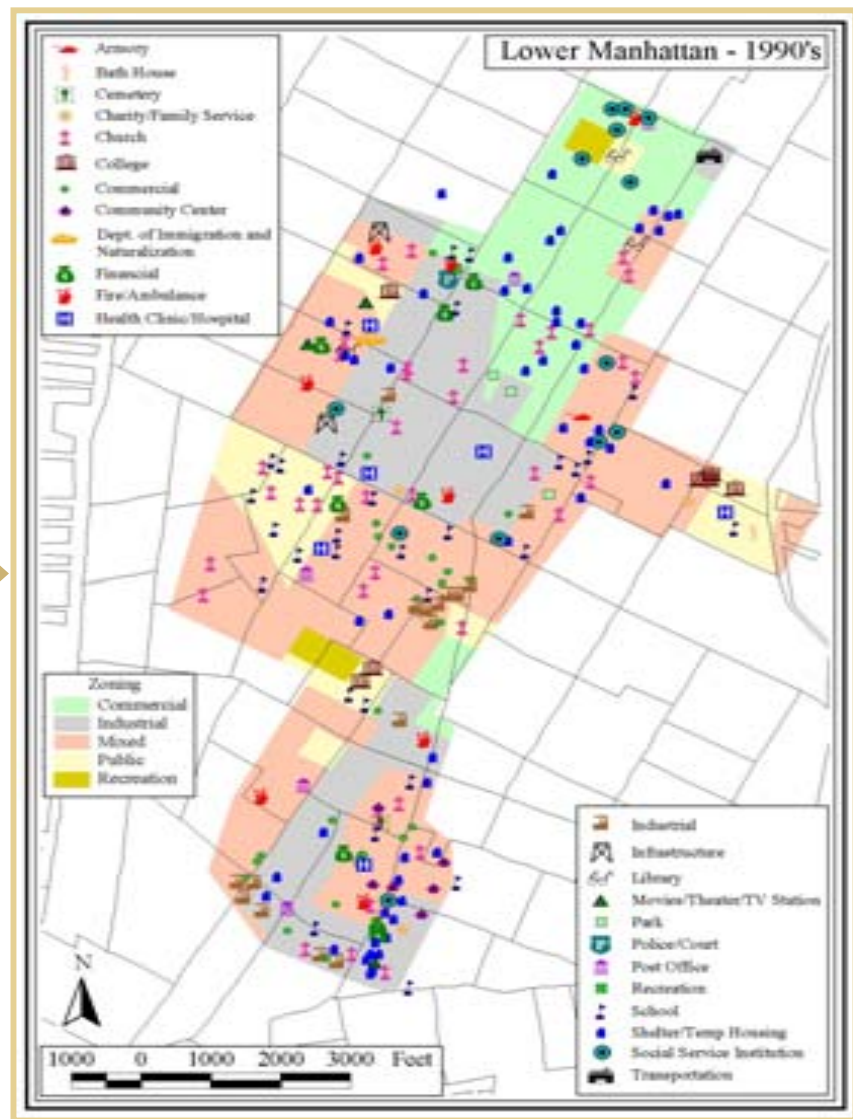 Lower Manhattan - 1990's
Armory
Bath House
Cemetery
Charity/Family Service
Church
College
Commercial
Community Center
Dept. of Immigration and
Naturalization
Financial
Fire/Ambulance
Health Clinic/Hospital
Zoning
Commercial
Industrial
Mixed
Public
Recreation
Industrial
Infrastructure
Library
Movies/Theater/TV Station
Park
Police/Court
Post Office
Recreation
School
Shelter/Temp Housing
Social Service Institution
Transportation
N
1000 0 1000 2000 3000 Feet